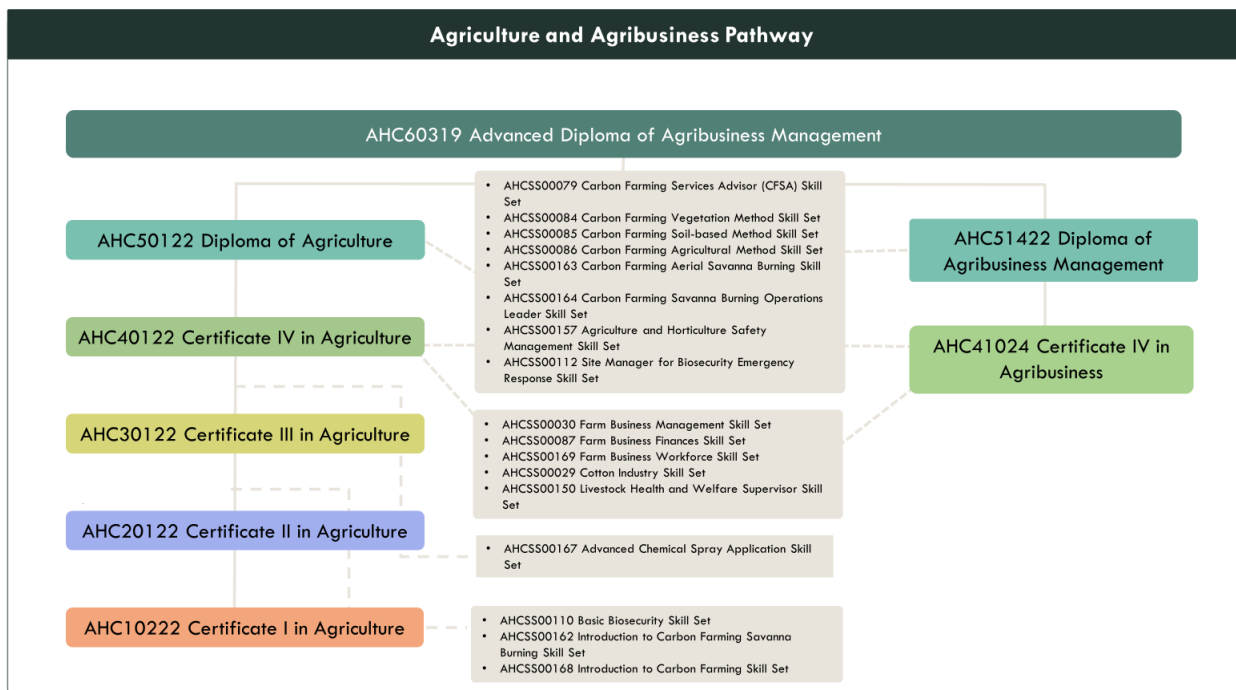 Agriculture and Agribusiness Pathway
AHC60319 Advanced Diploma of Agribusiness Management
AHC50122 Diploma of Agriculture
AHC40122 Certificate IV in Agriculture
AHC30122 Certificate III in Agriculture
AHC20122 Certificate II in Agriculture
AHC10222 Certificate I in Agriculture
• AHCSS00079 Carbon Farming Services Advisor (CFSA) Skill
Set
• AHCSS00084 Carbon Farming Vegetation Method Skill Set
• AHCSS00085 Carbon Farming Soil-based Method Skill Set
• AHCSS00086 Carbon Farming Agricultural Method Skill Set
• AHCSS00163 Carbon Farming Aerial Savanna Burning Skill
Set
• AHCSS00164 Carbon Farming Savanna Burning Operations
Leader Skill Set
• AHCSS00157 Agriculture and Horticulture Safety
Management Skill Set
• AHCSS00112 Site Manager for Biosecurity Emergency
Response Skill Set
• AHCSS00030 Farm Business Management Skill Set
• AHCSS00087 Farm Business Finances Skill Set
• AHCSS00169 Farm Business Workforce Skill Set
• AHCSS00029 Cotton Industry Skill Set
• AHCSS00150 Livestock Health and Welfare Supervisor Skill
Set
• AHCSS00167 Advanced Chemical Spray Application Skill
Set
• AHCSS00110 Basic Biosecurity Skill Set
• AHCSS00162 Introduction to Carbon Farming Savanna
Burning Skill Set
• AHCSS00168 Introduction to Carbon Farming Skill Set
AHC51422 Diploma of
Agribusiness Management
AHC41024 Certificate IV in
Agribusiness